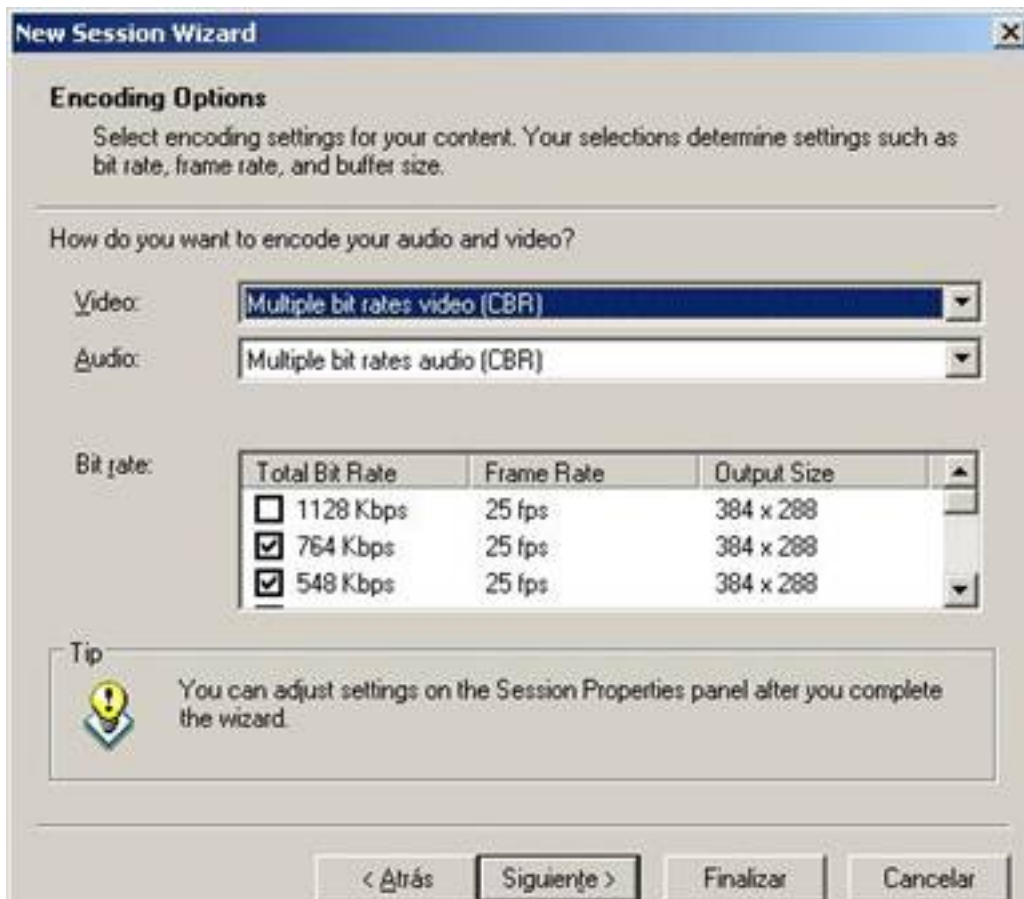 New Session Wizard
Encoding Options
Select encoding settings for your content. Your selections determine settings such as
bit rate, frame rate, and buffer size.
How do you want to encode your audio and video?
Video: Multiple bit rates video (CBR)
Audio: Multiple bit rates audio (CBR)
Bit rate: Total Bit Rate Frame Rate Output Size
1128 Kbps 25 fps 384 x 288
764 Kbps 25 fps 384 x 288
548 Kbps 25 fps 384 x 288
Tip
You can adjust settings on the Session Properties panel after you complete
the wizard.
< Atrás Siguiente > Finalizar Cancelar